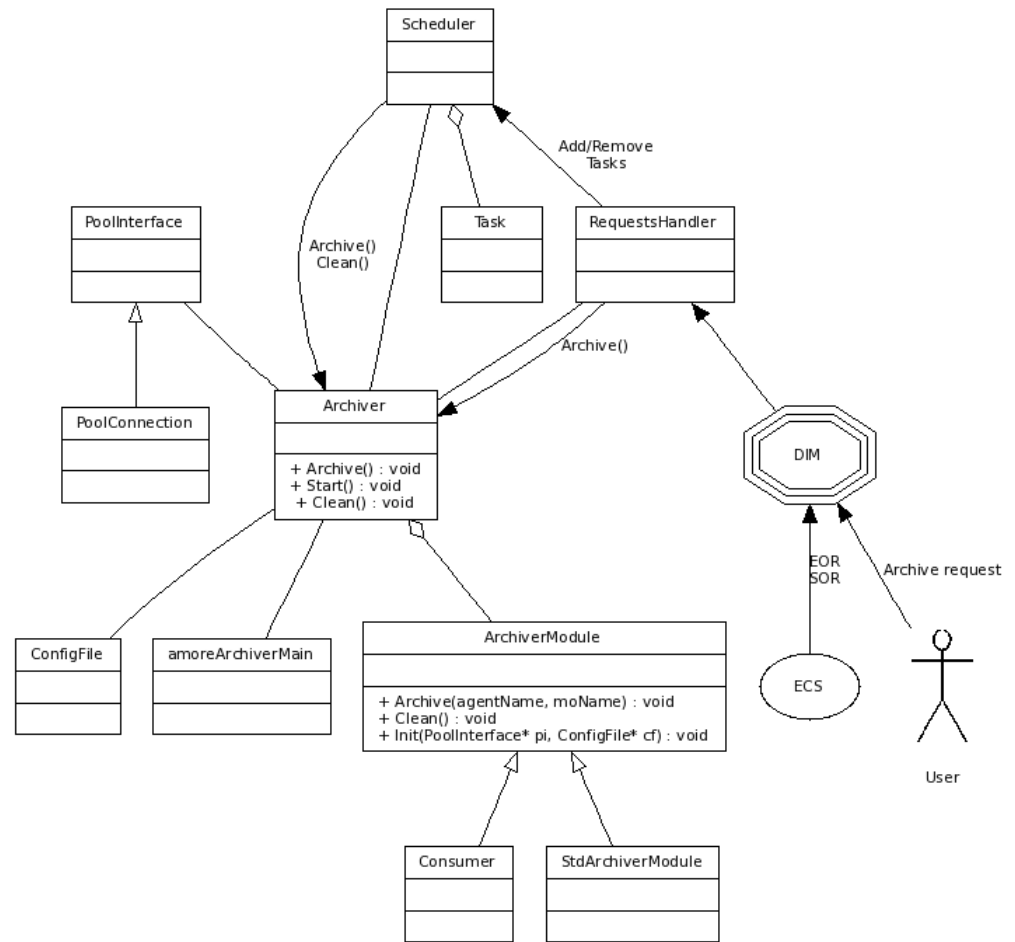 Scheduler
Add/Remove
Tasks
PoolInterface
Task
RequestsHandler
Archive()
Clean()
Archive()
Archiver
PoolConnection
+ Archive() : void
+ Start() : void
+ Clean() : void
DIM
EOR
SOR
Archive request
ConfigFile
amoreArchiverMain
ArchiverModule
+ Archive(agentName, moName) : void
+ Clean() : void
+ Init(PoolInterface* pi, ConfigFile* cf) : void
ECS
User
Consumer
StdArchiverModule